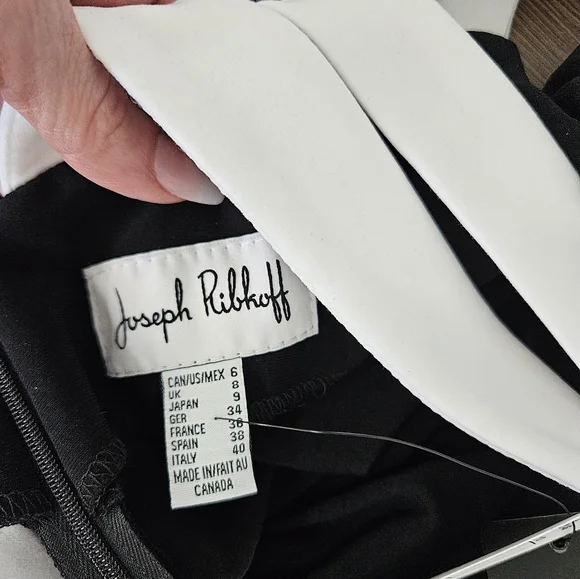 Joseph Ribkoff
CAN/US/MEX 6
UK 8
JAPAN 9
GER 34
FRANCE 36
SPAIN 38
ITALY 40
MADE IN/FAIT AU
CANADA